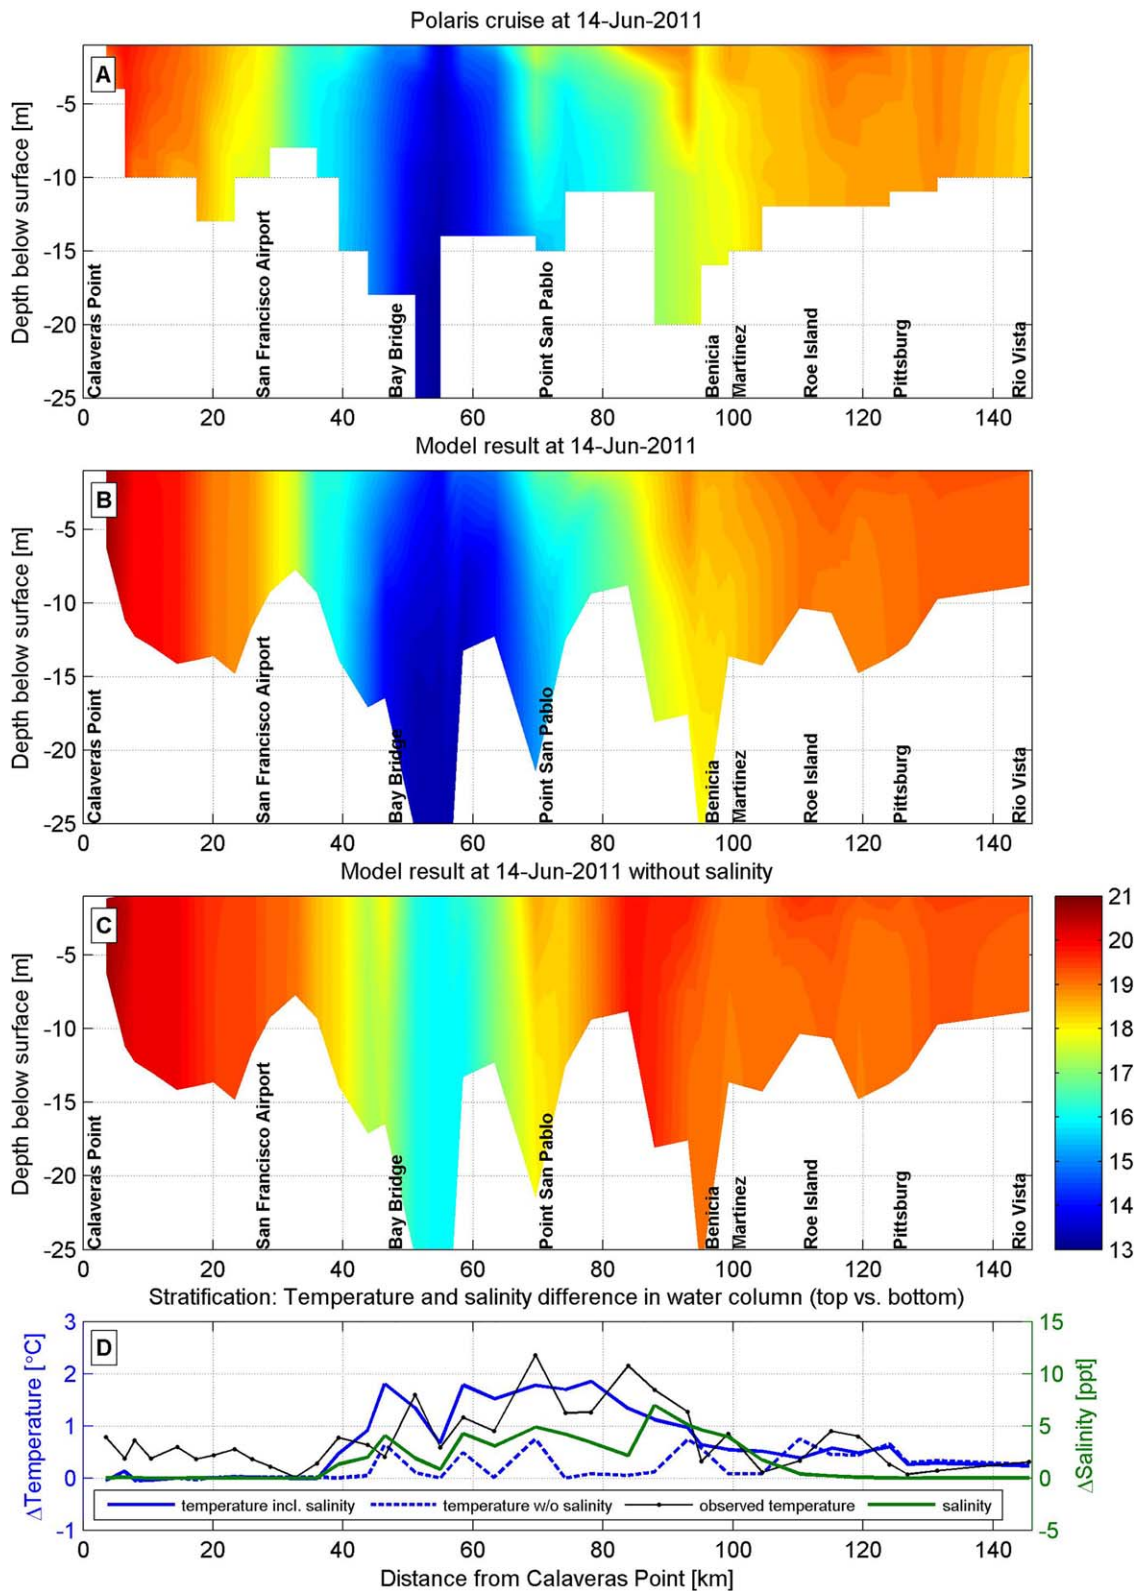 Polaris cruise at 14-Jun-2011
A
Depth below surface [m]
-5
-10
-15
-20
-25
Calaveras Point
San Francisco Airport
Bay Bridge
Point San Pablo
Benicia
Martinez
Roe Island
Pittsburg
Rio Vista
0 20 40 60 80 100 120 140
Model result at 14-Jun-2011
B
Depth below surface [m]
-5
-10
-15
-20
-25
Calaveras Point
San Francisco Airport
Bay Bridge
Point San Pablo
Benicia
Martinez
Roe Island
Pittsburg
Rio Vista
0 20 40 60 80 100 120 140
Model result at 14-Jun-2011 without salinity
C
Depth below surface [m]
-5
-10
-15
-20
-25
Calaveras Point
San Francisco Airport
Bay Bridge
Point San Pablo
Benicia
Martinez
Roe Island
Pittsburg
Rio Vista
0 20 40 60 80 100 120 140
21
20
19
18
17
16
15
14
13
Stratification: Temperature and salinity difference in water column (top vs. bottom)
D
ΔTemperature [°C]
3
2
1
0
-1
15
10
5
0
-5
ΔSalinity [ppt]
temperature incl. salinity temperature w/o salinity observed temperature salinity
0 20 40 60 80 100 120 140
Distance from Calaveras Point [km]